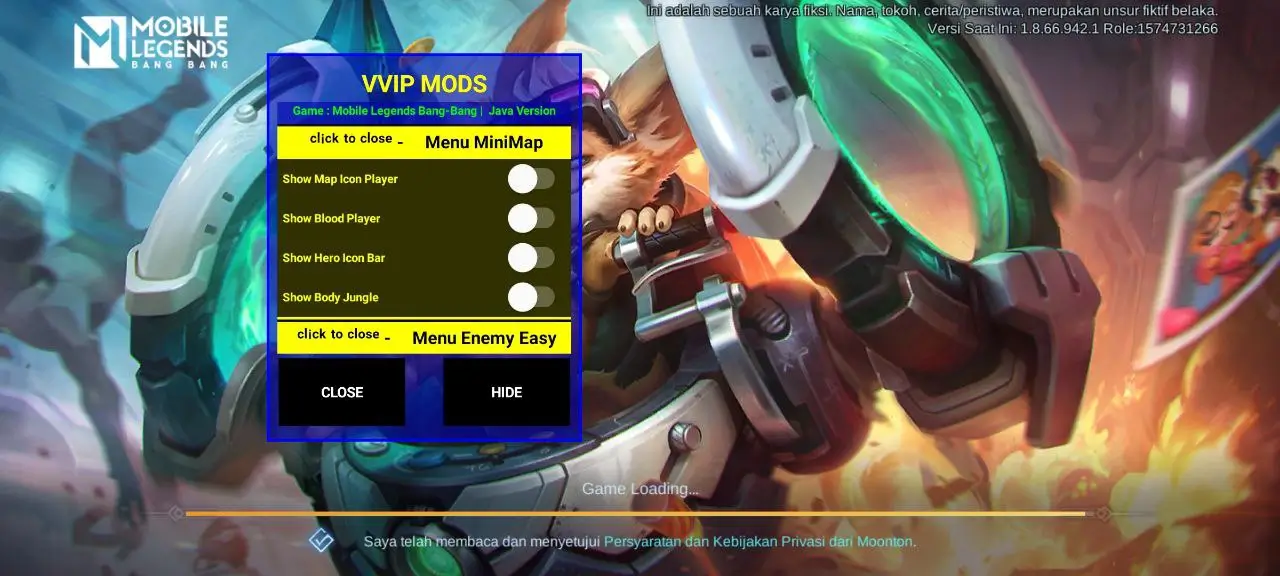 MOBILE
LEGENDS
BANG BANG
Ini adalah sebuah karya fiksi. Nama, tokoh, cerita/peristiwa, merupakan unsur fiktif belaka.
Versi Saat Ini: 1.8.66.942.1 Role:1574731266
VVIP MODS
Game : Mobile Legends Bang-Bang | Java Version
click to close - Menu MiniMap
Show Map Icon Player
Show Blood Player
Show Hero Icon Bar
Show Body Jungle
click to close - Menu Enemy Easy
CLOSE HIDE
Game Loading...
Saya telah membaca dan menyetujui Persyaratan dan Kebijakan Privasi dari Moonton.